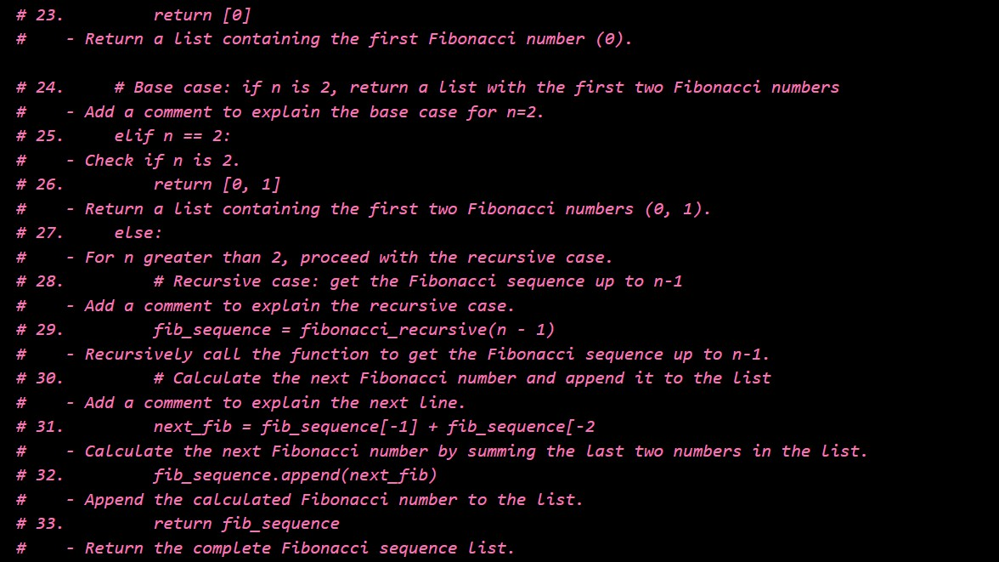 # 23.         return [0]
#    - Return a list containing the first Fibonacci number (0).

# 24.     # Base case: if n is 2, return a list with the first two Fibonacci numbers
#    - Add a comment to explain the base case for n=2.
# 25.     elif n == 2:
#    - Check if n is 2.
# 26.         return [0, 1]
#    - Return a list containing the first two Fibonacci numbers (0, 1).
# 27.     else:
#    - For n greater than 2, proceed with the recursive case.
# 28.         # Recursive case: get the Fibonacci sequence up to n-1
#    - Add a comment to explain the recursive case.
# 29.         fib_sequence = fibonacci_recursive(n - 1)
#    - Recursively call the function to get the Fibonacci sequence up to n-1.
# 30.         # Calculate the next Fibonacci number and append it to the list
#    - Add a comment to explain the next line.
# 31.         next_fib = fib_sequence[-1] + fib_sequence[-2
#    - Calculate the next Fibonacci number by summing the last two numbers in the list.
# 32.         fib_sequence.append(next_fib)
#    - Append the calculated Fibonacci number to the list.
# 33.         return fib_sequence
#    - Return the complete Fibonacci sequence list.